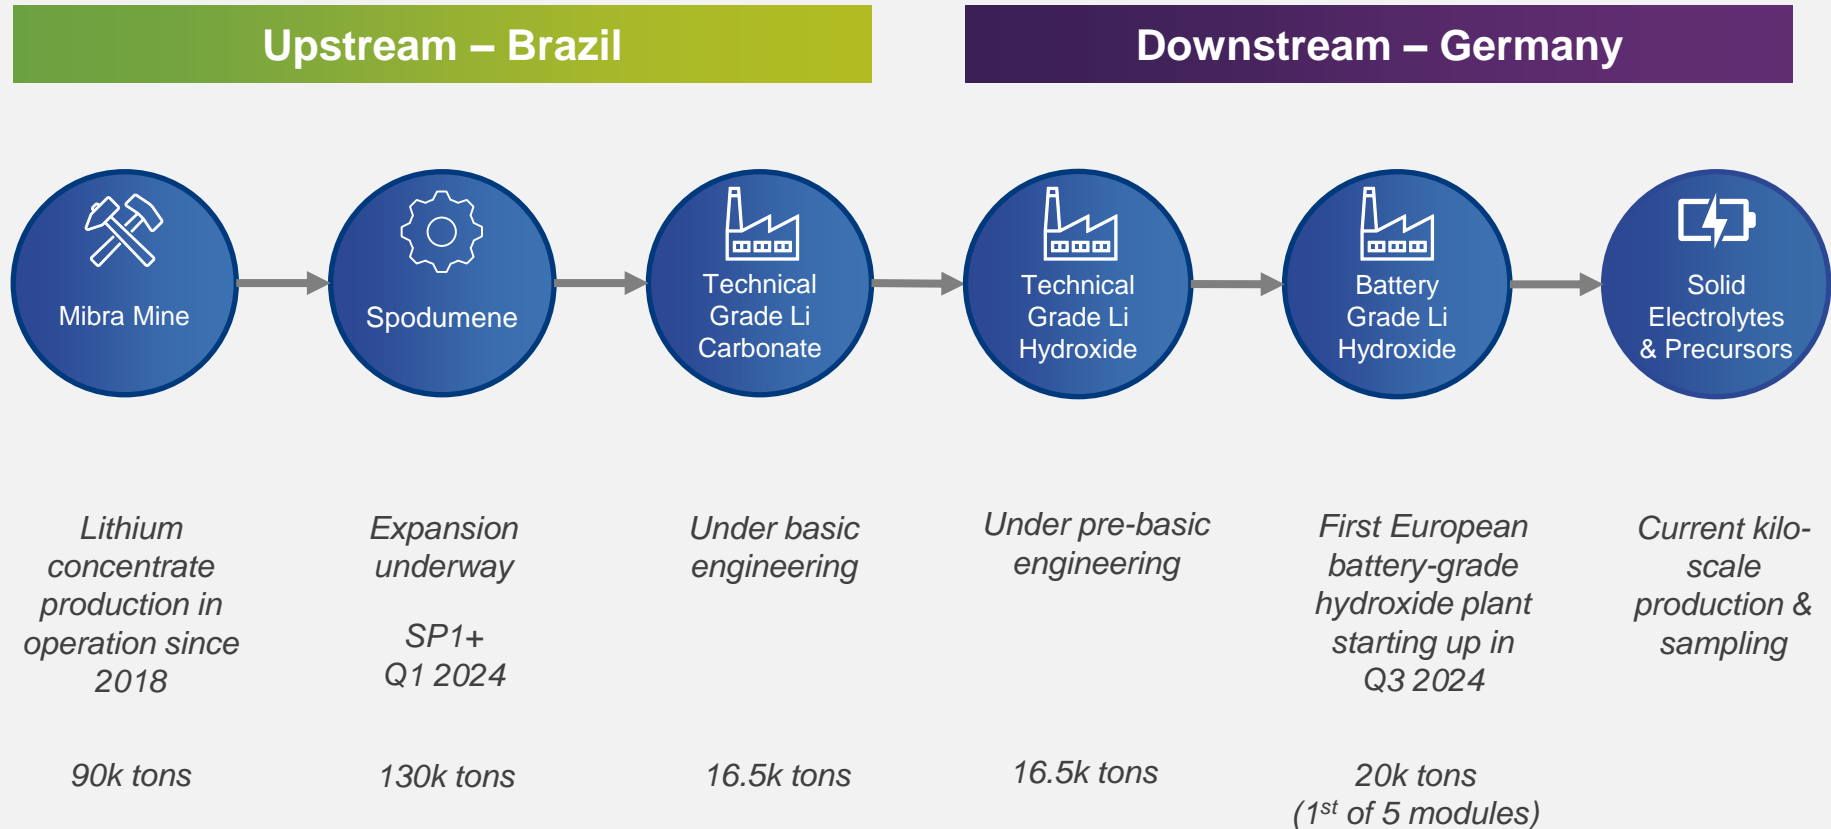 Upstream – Brazil
Downstream – Germany
Mibra Mine
Spodumene
Technical
Grade Li
Carbonate
Technical
Grade Li
Hydroxide
Battery
Grade Li
Hydroxide
Solid
Electrolytes
& Precursors
Lithium
concentrate
production in
operation since
2018
Expansion
underway
SP1+
Q1 2024
Under basic
engineering
Under pre-basic
engineering
First European
battery-grade
hydroxide plant
starting up in
Q3 2024
Current kilo-
scale
production &
sampling
90k tons
130k tons
16.5k tons
16.5k tons
20k tons
(1st of 5 modules)